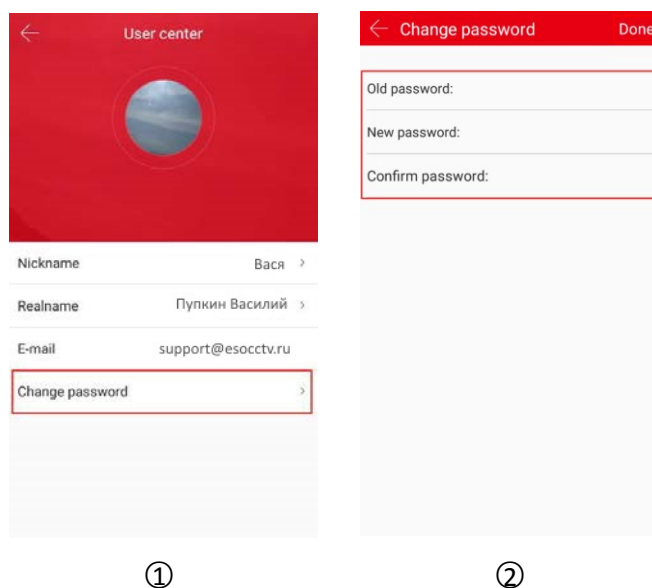 User center
Nickname Вася
Realname Пупкин Василий
E-mail support@esocctv.ru
Change password
①
Change password Done
Old password:
New password:
Confirm password:
②